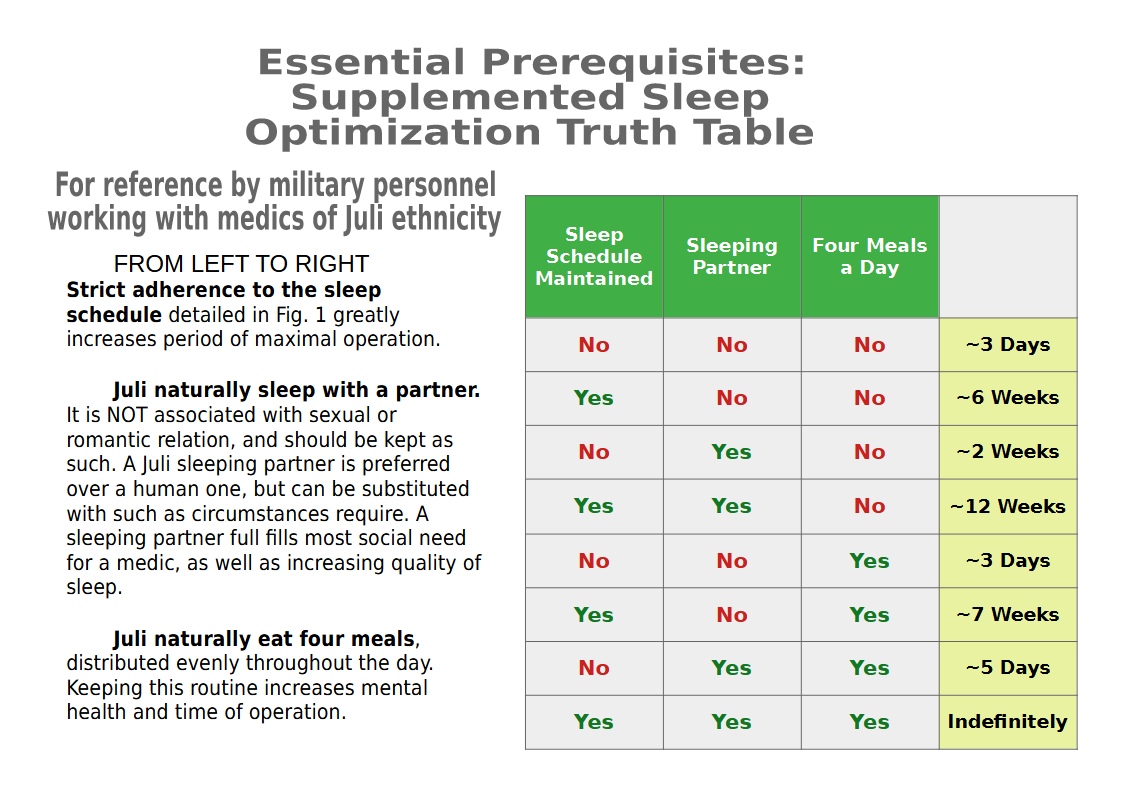 Essential Prerequisites:
Supplemented Sleep
Optimization Truth Table
For reference by military personnel
working with medics of Juli ethnicity
FROM LEFT TO RIGHT
Strict adherence to the sleep
schedule detailed in Fig. 1 greatly
increases period of maximal operation.
Juli naturally sleep with a partner.
It is NOT associated with sexual or
romantic relation, and should be kept as
such. A Juli sleeping partner is preferred
over a human one, but can be substituted
with such as circumstances require. A
sleeping partner full fills most social need
for a medic, as well as increasing quality of
sleep.
Juli naturally eat four meals,
distributed evenly throughout the day.
Keeping this routine increases mental
health and time of operation.
Sleep
Schedule
Maintained
Sleeping
Partner
Four Meals
a Day
No No No ~3 Days
Yes No No ~6 Weeks
No Yes No ~2 Weeks
Yes Yes No ~12 Weeks
No No Yes ~3 Days
Yes No Yes ~7 Weeks
No Yes Yes ~5 Days
Yes Yes Yes Indefinitely